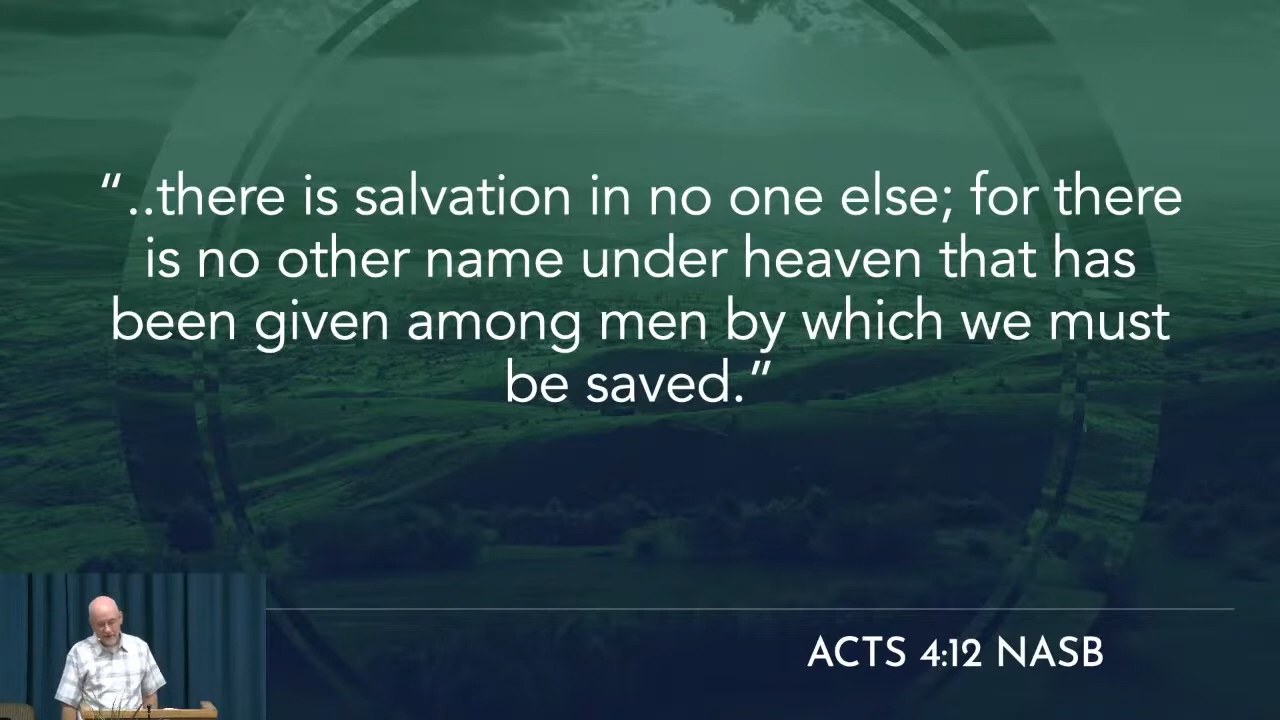 “..there is salvation in no one else; for there
is no other name under heaven that has
been given among men by which we must
be saved.”
ACTS 4:12 NASB